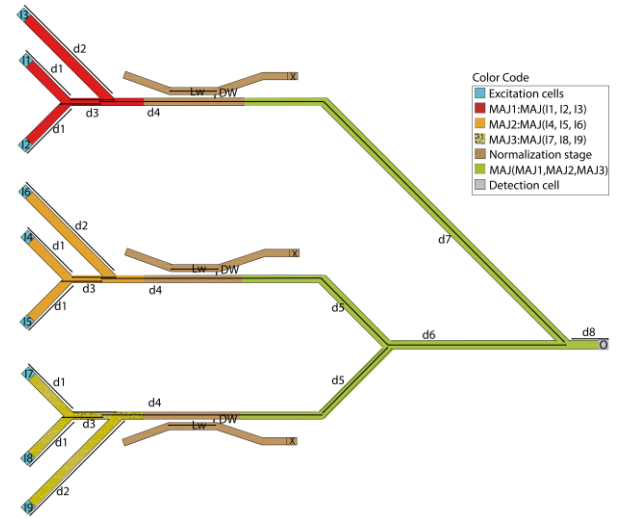 I3
d2
I1
d1
Lw
DW
X
d3
d4
d1
I2
Color Code
Excitation cells
MAJ1:MAJ(I1, I2, I3)
MAJ2:MAJ(I4, I5, I6)
MAJ3:MAJ(I7, I8, I9)
Normalization stage
MAJ(MAJ1,MAJ2,MAJ3)
Detection cell
I6
d2
I4
d1
Lw
DW
X
d3
d4
d1
I5
d7
d5
d6
d8
O
d5
I7
d1
d4
d3
DW
Lw
X
d1
I8
d2
I9